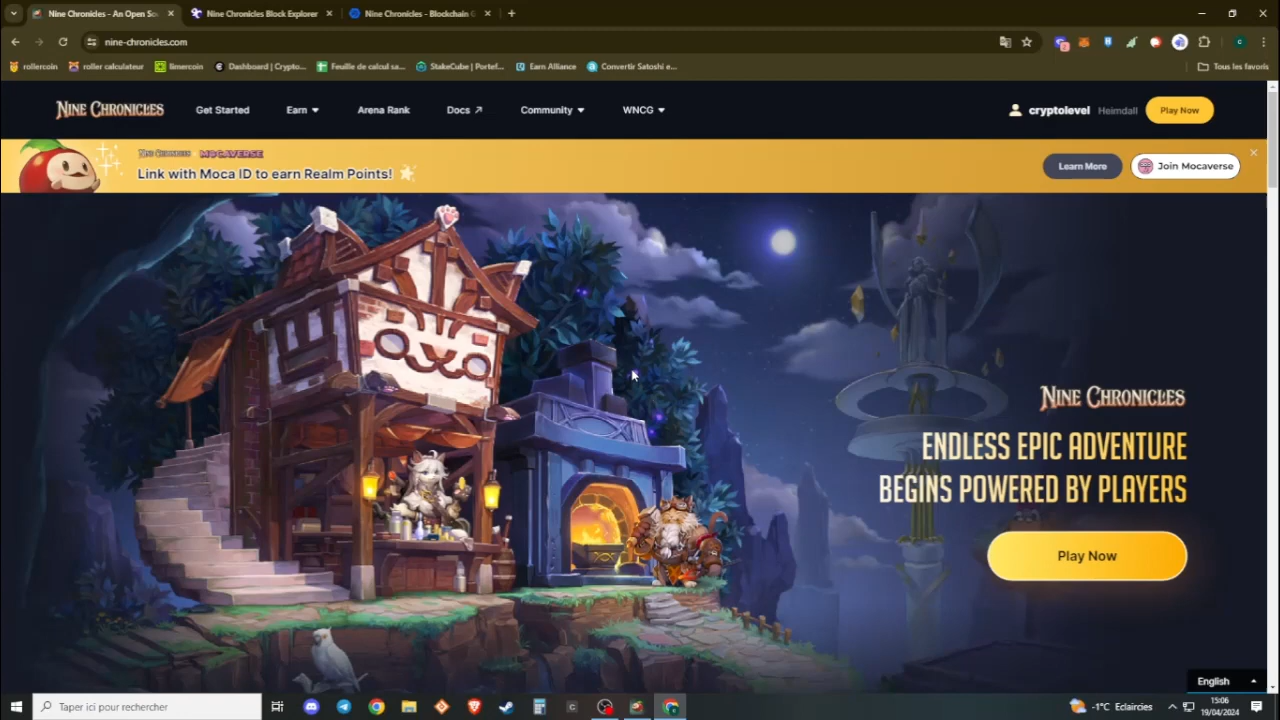 Nine Chronicles - An Open So
Nine Chronicles Block Explorer
Nine Chronicles - Blockchain G
nine-chronicles.com
rollercoin
roller calculateur
limercoin
Dashboard | Crypto...
Feuille de calcul sa...
StakeCube | Portef...
Earn Alliance
Convertir Satoshi e...
Tous les favoris
NINE CHRONICLES
Get Started
Earn
Arena Rank
Docs
Community
WNCG
cryptolevel
Heimdall
Play Now
NINE CHRONICLES MOCAVERSE
Link with Moca ID to earn Realm Points!
Learn More
Join Mocaverse
NINE CHRONICLES
ENDLESS EPIC ADVENTURE
BEGINS POWERED BY PLAYERS
Play Now
English
Taper ici pour rechercher
-1°C Eclaircies
15:06
19/04/2024